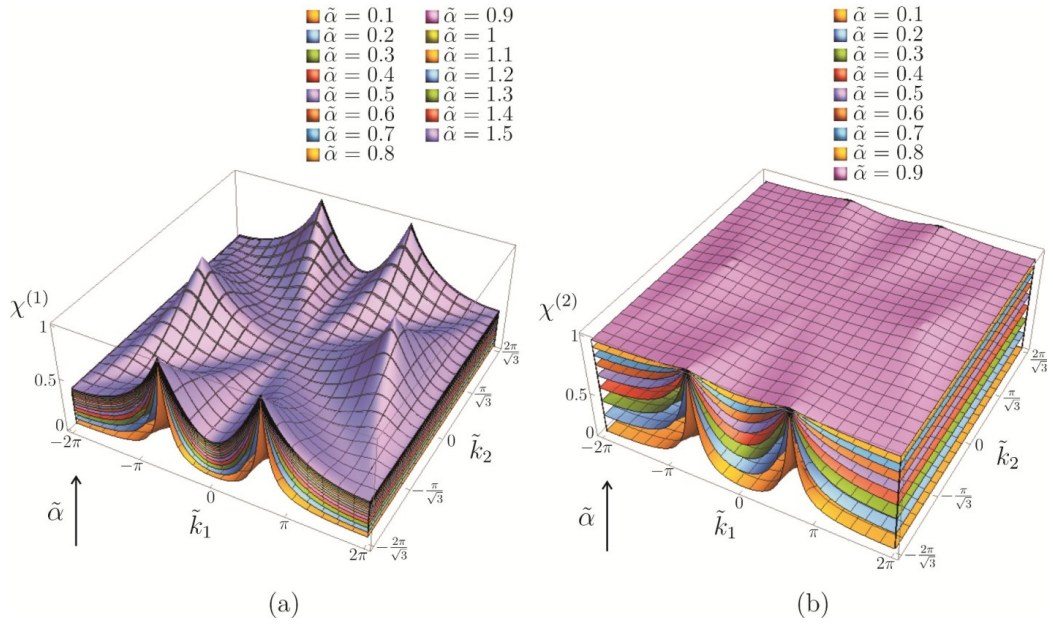 α̃ = 0.1 α̃ = 0.9
α̃ = 0.2 α̃ = 1
α̃ = 0.3 α̃ = 1.1
α̃ = 0.4 α̃ = 1.2
α̃ = 0.5 α̃ = 1.3
α̃ = 0.6 α̃ = 1.4
α̃ = 0.7 α̃ = 1.5
α̃ = 0.8
χ⁽¹⁾
1
0.5
0
−2π
−π
0
π
2π
k̃₁
−2π/√3
−π/√3
0
π/√3
2π/√3
k̃₂
α̃
(a)
α̃ = 0.1
α̃ = 0.2
α̃ = 0.3
α̃ = 0.4
α̃ = 0.5
α̃ = 0.6
α̃ = 0.7
α̃ = 0.8
α̃ = 0.9
χ⁽²⁾
1
0.5
0
−2π
−π
0
π
2π
k̃₁
−2π/√3
−π/√3
0
π/√3
2π/√3
k̃₂
α̃
(b)